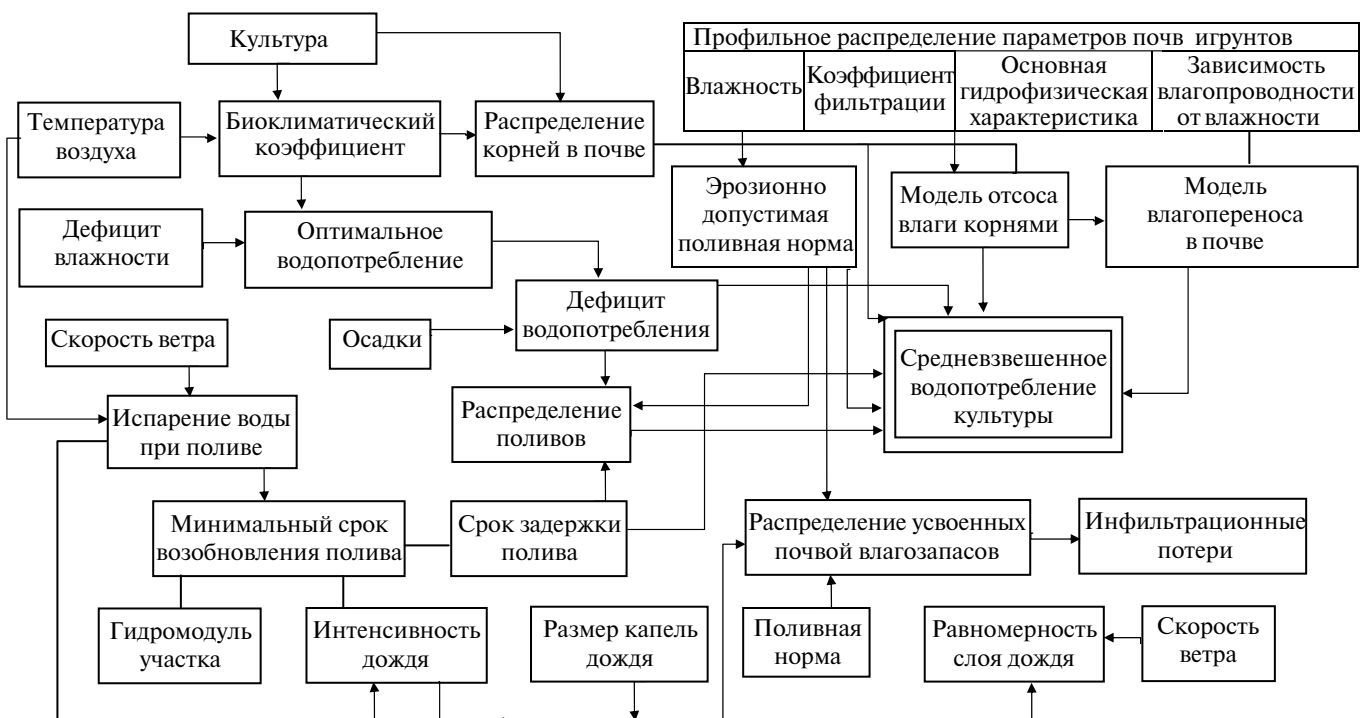 Культура
Профильное распределение параметров почв игрунтов
Влажность
Коэффициент
фильтрации
Основная
гидрофизическая
характеристика
Зависимость
влагопроводности
от влажности
Температура
воздуха
Биоклиматический
коэффициент
Распределение
корней в почве
Эрозионно
допустимая
поливная норма
Модель отсоса
влаги корнями
Модель
влагопереноса
в почве
Дефицит
влажности
Оптимальное
водопотребление
Дефицит
водопотребления
Скорость ветра
Осадки
Средневзвешенное
водопотребление
культуры
Испарение воды
при поливе
Распределение
поливов
Минимальный срок
возобновления полива
Срок задержки
полива
Распределение усвоенных
почвой влагозапасов
Инфильтрационные
потери
Гидромодуль
участка
Интенсивность
дождя
Размер капель
дождя
Поливная
норма
Равномерность
слоя дождя
Скорость
ветра